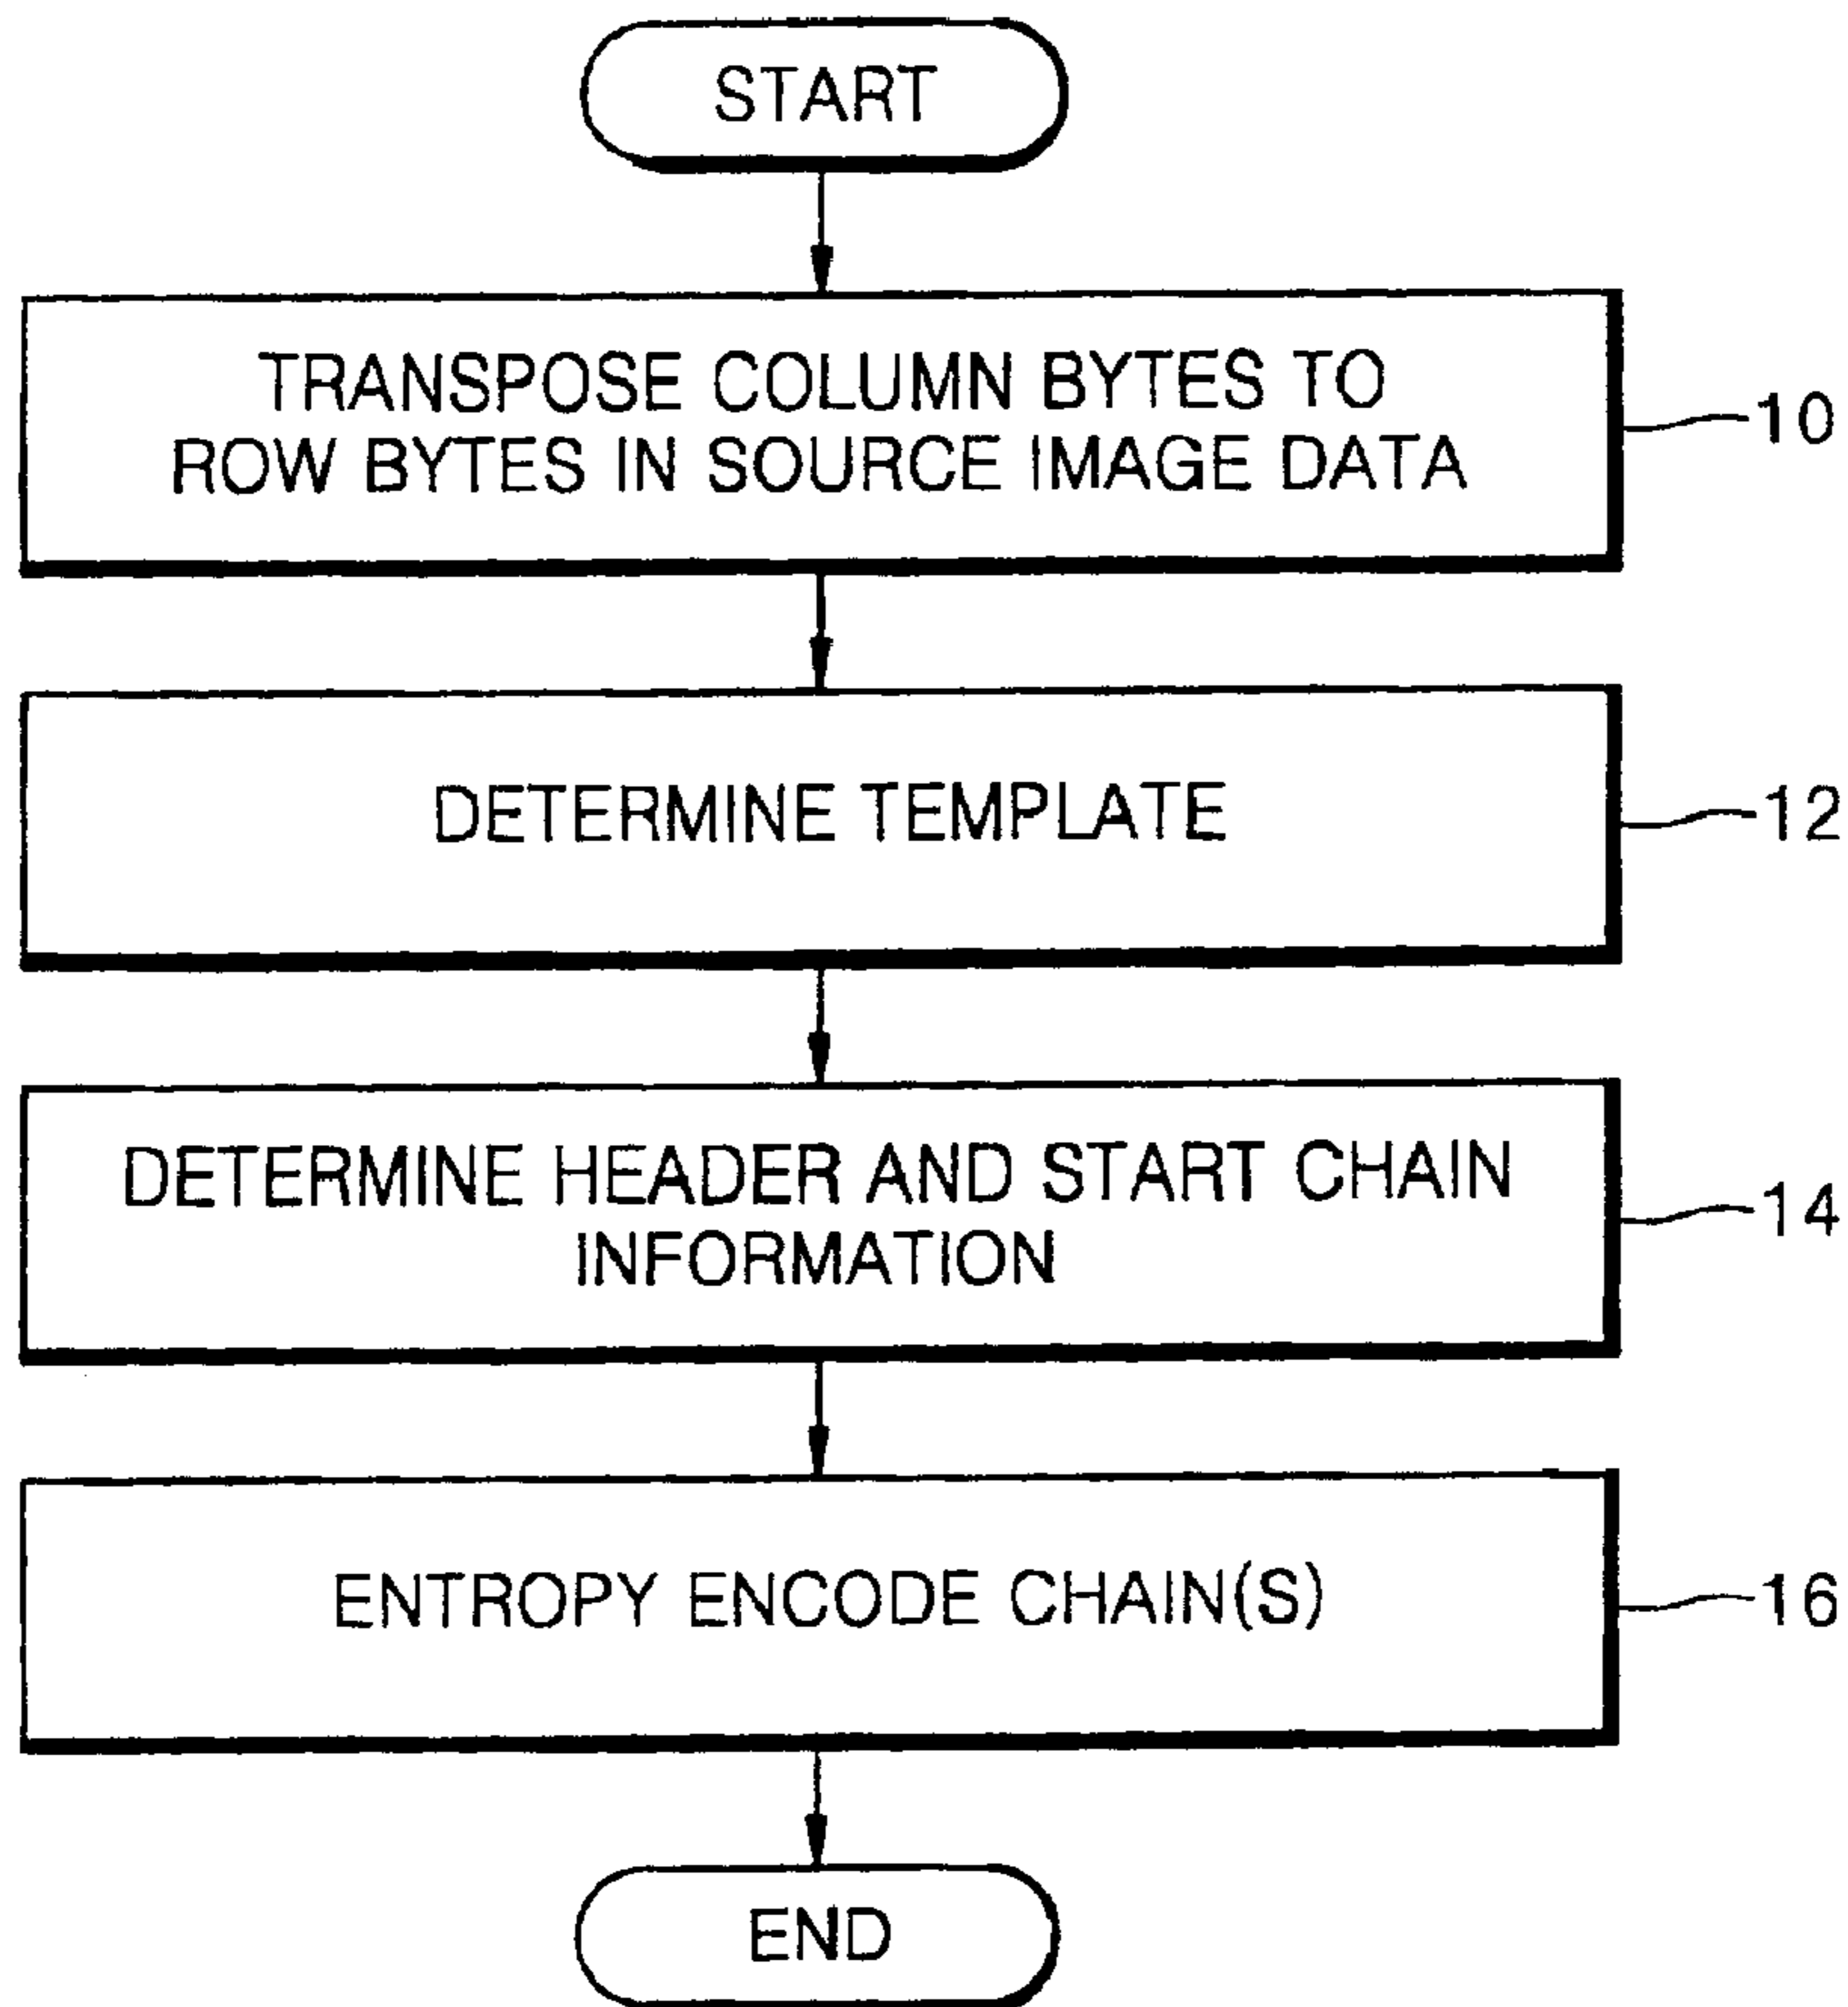 START
TRANSPOSE COLUMN BYTES TO
ROW BYTES IN SOURCE IMAGE DATA
10
DETERMINE TEMPLATE
12
DETERMINE HEADER AND START CHAIN
INFORMATION
14
ENTROPY ENCODE CHAIN(S)
16
END